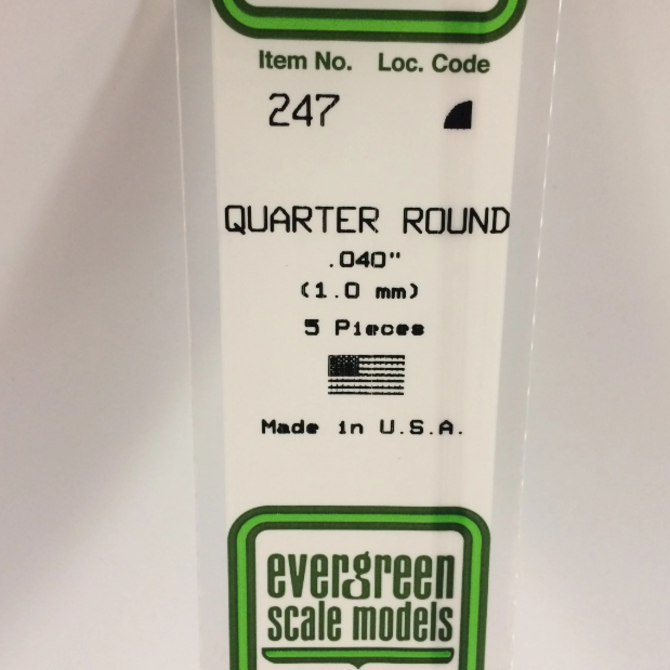 Item No. Loc. Code
247
QUARTER ROUND
.040"
(1.0 mm)
5 Pieces
Made in U.S.A.
evergreen
scale models